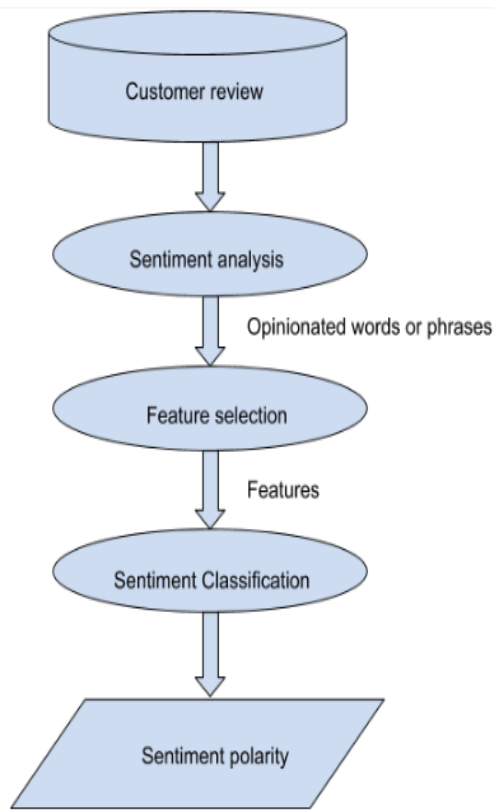 Customer review
Sentiment analysis
Opinionated words or phrases
Feature selection
Features
Sentiment Classification
Sentiment polarity